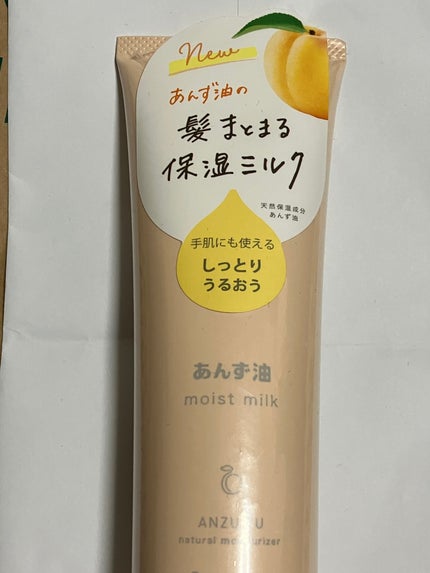 New
あんず油の
髪まとまる
保湿ミルク
天然保湿成分
あんず油
手肌にも使える
しっとり
うるおう
あんず油
moist milk
natural moisturizer